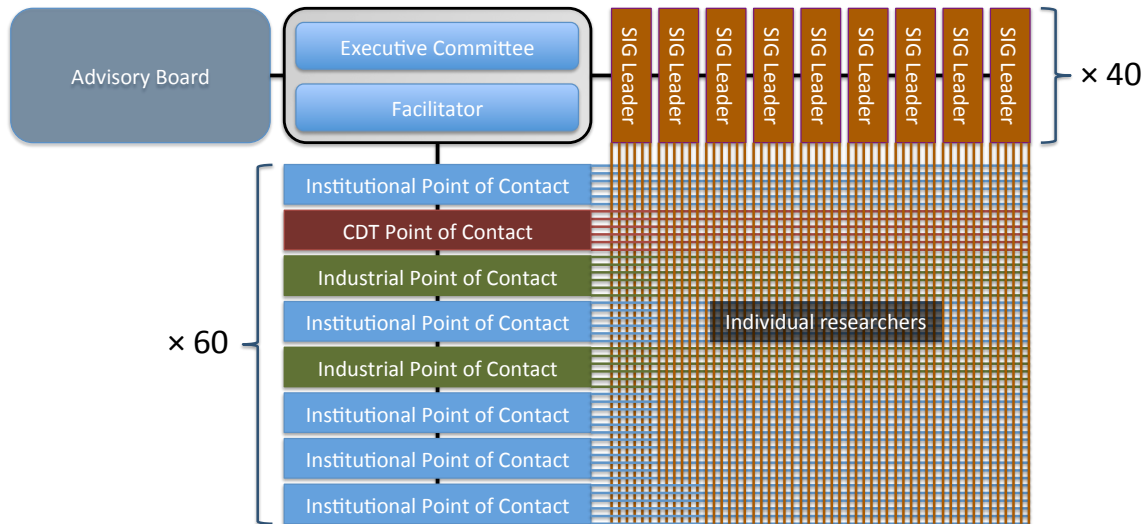 Advisory Board
Executive Committee
Facilitator
SIG Leader
SIG Leader
SIG Leader
SIG Leader
SIG Leader
SIG Leader
SIG Leader
SIG Leader
SIG Leader
× 40
Institutional Point of Contact
CDT Point of Contact
Industrial Point of Contact
Institutional Point of Contact
Industrial Point of Contact
Institutional Point of Contact
Institutional Point of Contact
Institutional Point of Contact
× 60
Individual researchers